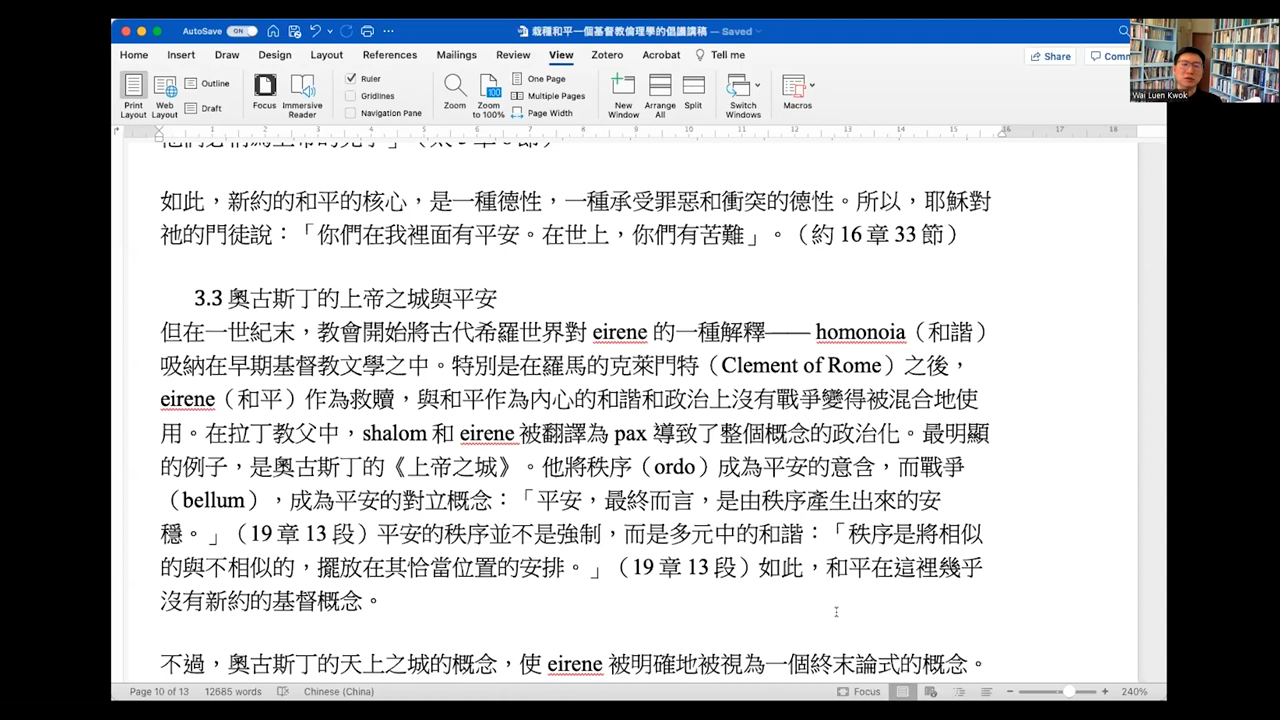 AutoSave ON 栽種和平一個基督教倫理學的倡議講稿 — Saved
Home Insert Draw Design Layout References Mailings Review View Zotero Acrobat Tell me Share Comm
Print Layout Web Layout Outline Draft Focus Immersive Reader Ruler Gridlines Navigation Pane Zoom Zoom to 100% One Page Multiple Pages Page Width New Window Arrange All Split Switch Windows Macros
Wai Luen Kwok
1 2 3 4 5 6 7 8 9 10 11 12 13 14 15 16 17 18
如此，新約的和平的核心，是一種德性，一種承受罪惡和衝突的德性。所以，耶穌對
祂的門徒說：「你們在我裡面有平安。在世上，你們有苦難」。（約 16 章 33 節）
3.3 奧古斯丁的上帝之城與平安
但在一世紀末，教會開始將古代希羅世界對 eirene 的一種解釋—— homonoia（和諧）
吸納在早期基督教文學之中。特別是在羅馬的克萊門特（Clement of Rome）之後，
eirene（和平）作為救贖，與和平作為內心的和諧和政治上沒有戰爭變得被混合地使
用。在拉丁教父中，shalom 和 eirene 被翻譯為 pax 導致了整個概念的政治化。最明顯
的例子，是奧古斯丁的《上帝之城》。他將秩序（ordo）成為平安的意含，而戰爭
（bellum），成為平安的對立概念：「平安，最終而言，是由秩序產生出來的安
穩。」（19 章 13 段）平安的秩序並不是強制，而是多元中的和諧：「秩序是將相似
的與不相似的，擺放在其恰當位置的安排。」（19 章 13 段）如此，和平在這裡幾乎
沒有新約的基督概念。
不過，奧古斯丁的天上之城的概念，使 eirene 被明確地被視為一個終末論式的概念。
Page 10 of 13 12685 words Chinese (China) Focus 240%